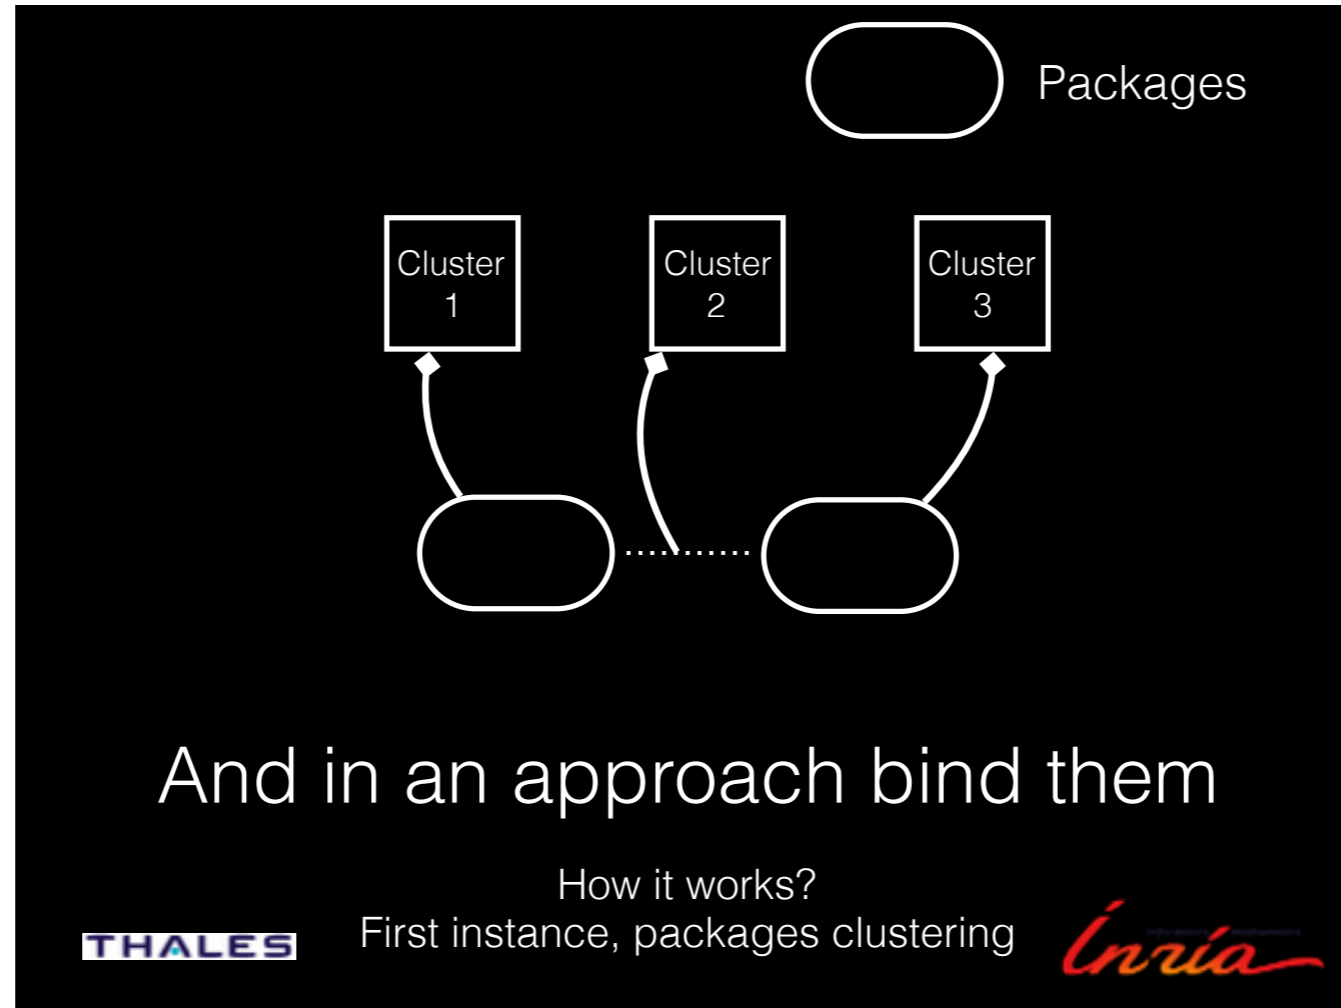 Packages
Cluster
1
Cluster
2
Cluster
3
And in an approach bind them
How it works?
First instance, packages clustering
THALES
Inria